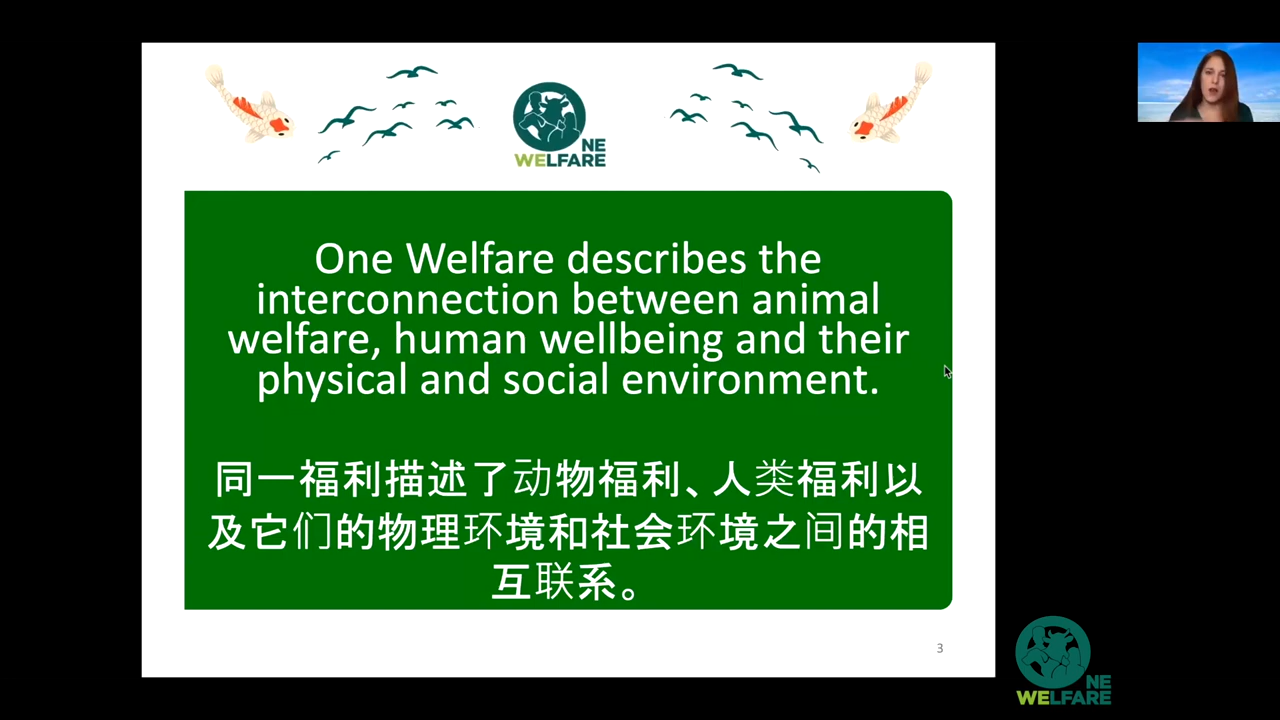 NE
WELFARE
One Welfare describes the
interconnection between animal
welfare, human wellbeing and their
physical and social environment.
同一福利描述了动物福利、人类福利以
及它们的物理环境和社会环境之间的相
互联系。
3
NE
WELFARE